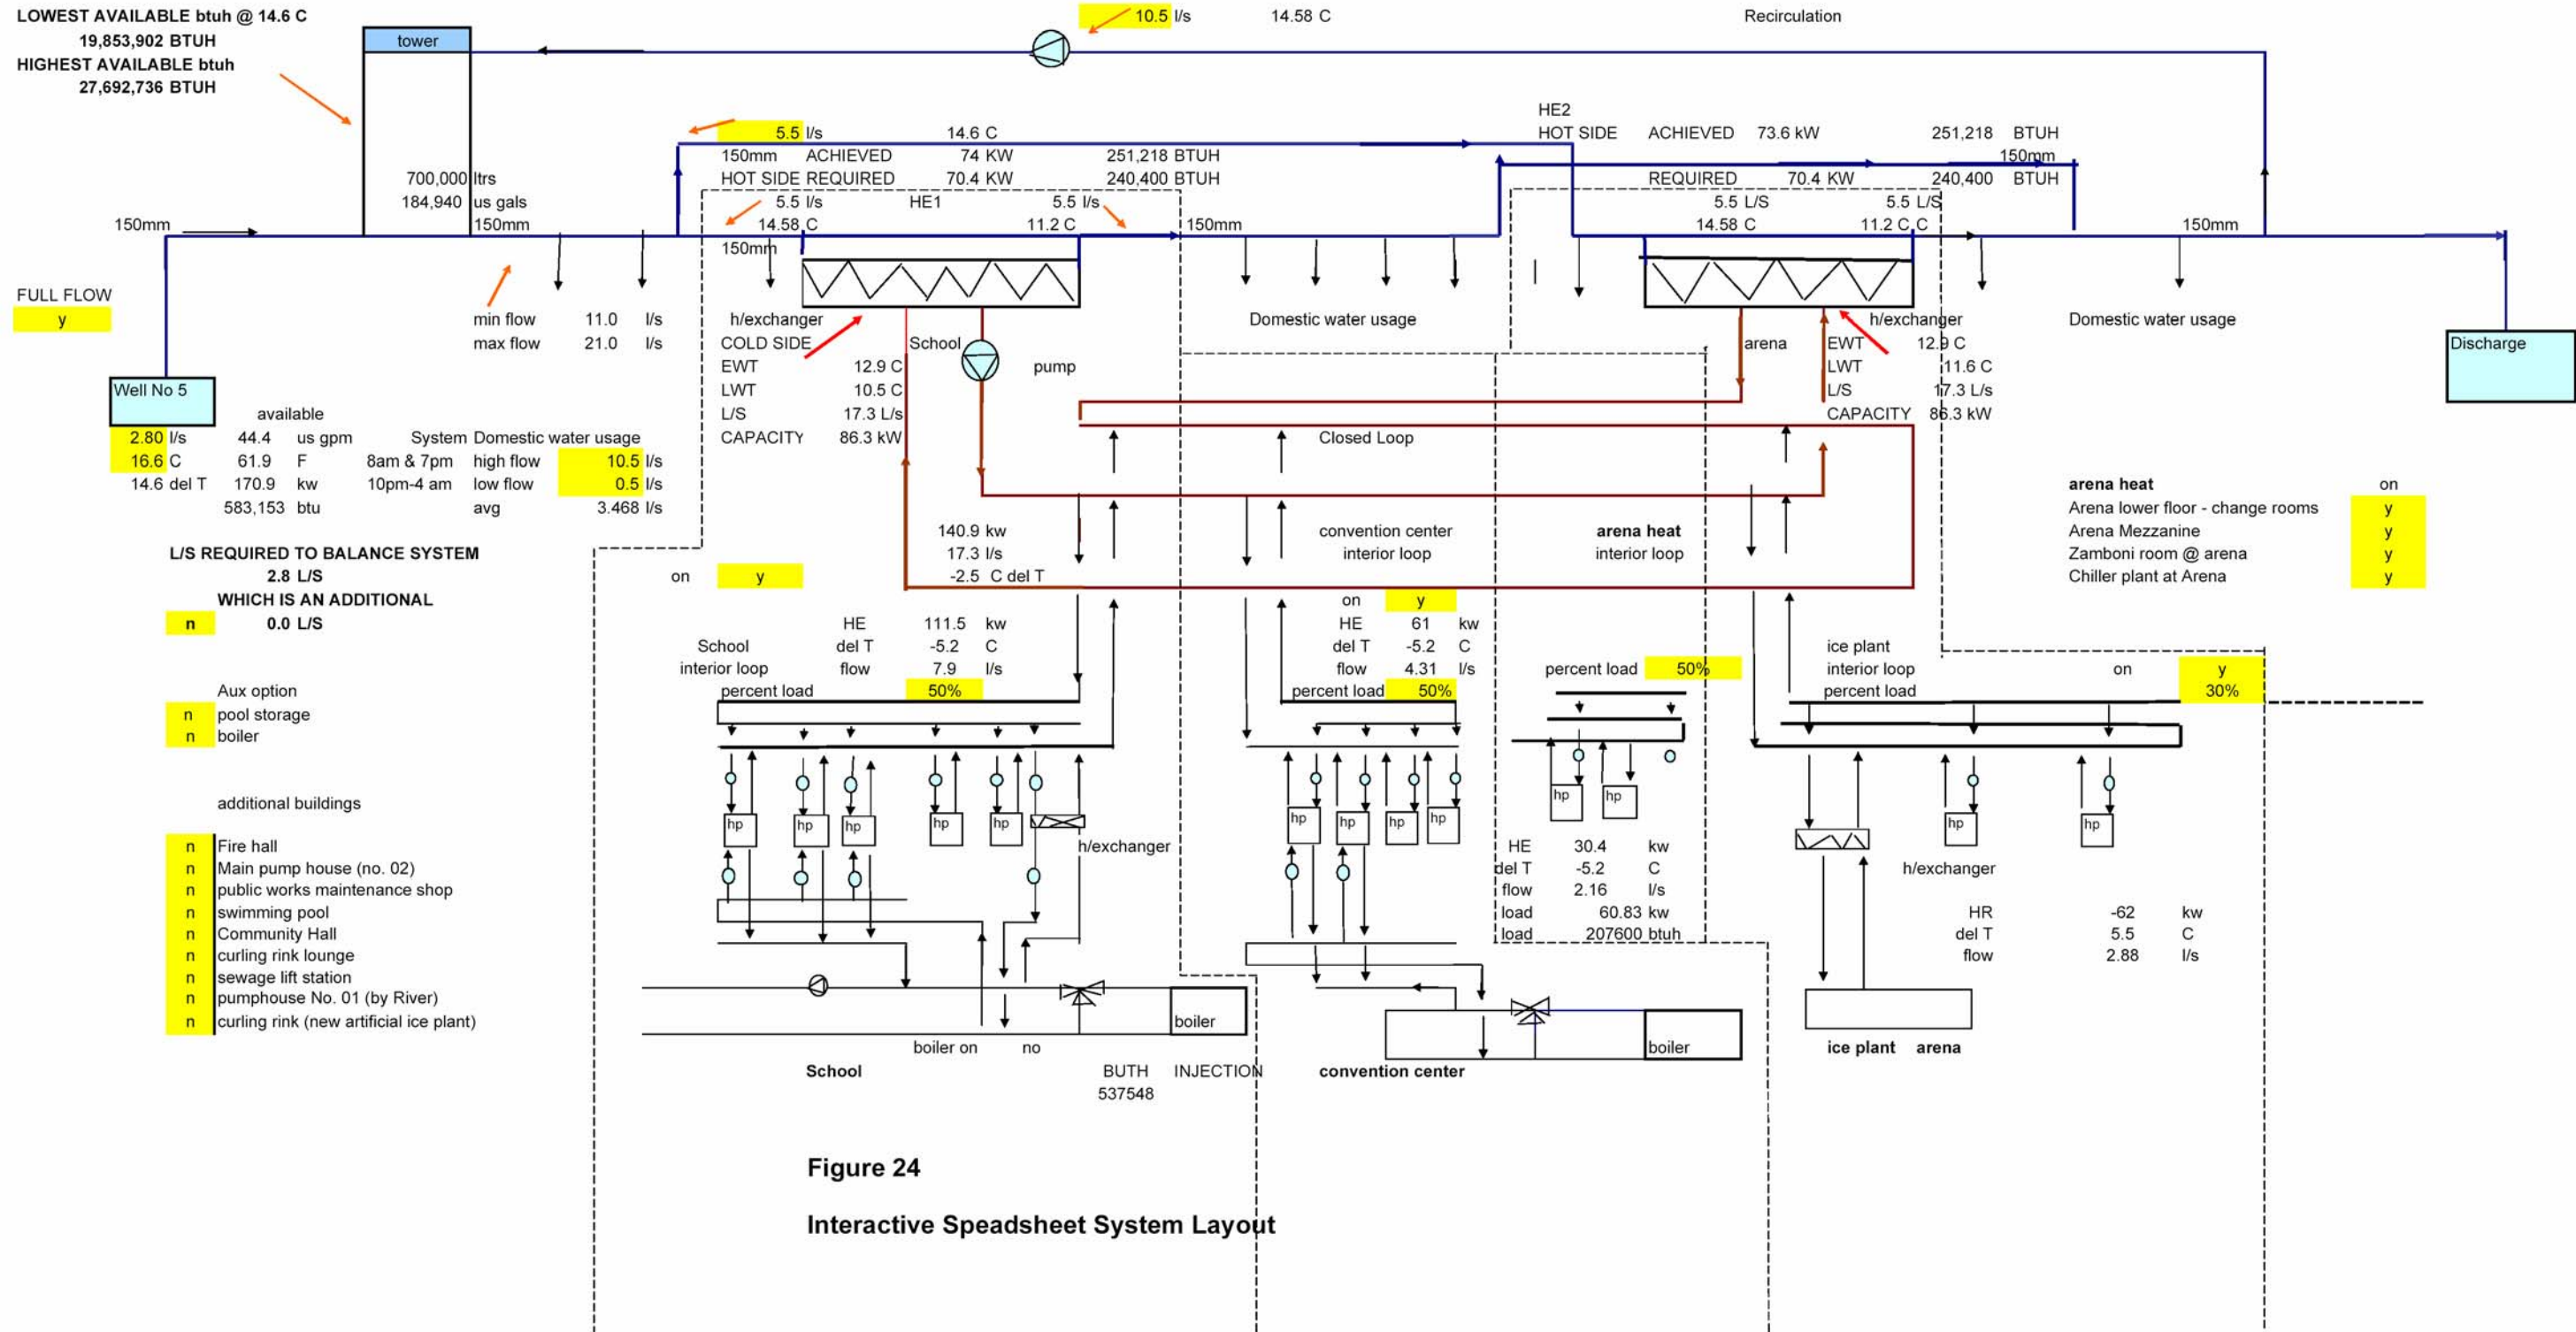 LOWEST AVAILABLE btuh @ 14.6 C
19,853,902 BTUH
HIGHEST AVAILABLE btuh
27,692,736 BTUH
tower
10.5 l/s 14.58 C Recirculation
700,000 ltrs
184,940 us gals
150mm 150mm
5.5 l/s 14.6 C
150mm ACHIEVED 74 KW 251,218 BTUH
HOT SIDE REQUIRED 70.4 KW 240,400 BTUH
5.5 l/s HE1 5.5 l/s
14.58 C 11.2 C 150mm
150mm
HE2
HOT SIDE ACHIEVED 73.6 kW 251,218 BTUH
150mm
REQUIRED 70.4 KW 240,400 BTUH
5.5 L/S 5.5 L/S
14.58 C 11.2 C C 150mm
FULL FLOW
y
min flow 11.0 l/s
max flow 21.0 l/s
h/exchanger
COLD SIDE School
EWT 12.9 C pump
LWT 10.5 C
L/S 17.3 L/s
CAPACITY 86.3 kW
Domestic water usage
h/exchanger
arena EWT 12.9 C
LWT 11.6 C
L/S 17.3 L/s
CAPACITY 86.3 kW
Domestic water usage
Discharge
Well No 5
available
2.80 l/s 44.4 us gpm System Domestic water usage
16.6 C 61.9 F 8am & 7pm high flow 10.5 l/s
14.6 del T 170.9 kw 10pm-4 am low flow 0.5 l/s
583,153 btu avg 3.468 l/s
Closed Loop
L/S REQUIRED TO BALANCE SYSTEM
2.8 L/S
WHICH IS AN ADDITIONAL
n 0.0 L/S
140.9 kw
17.3 l/s
-2.5 C del T
on y
convention center
interior loop
arena heat
interior loop
arena heat on
Arena lower floor - change rooms y
Arena Mezzanine y
Zamboni room @ arena y
Chiller plant at Arena y
HE 111.5 kw
School del T -5.2 C
interior loop flow 7.9 l/s
percent load 50%
on y
HE 61 kw
del T -5.2 C
flow 4.31 l/s
percent load 50%
percent load 50%
ice plant
interior loop on y
percent load 30%
Aux option
n pool storage
n boiler
additional buildings
n Fire hall
n Main pump house (no. 02)
n public works maintenance shop
n swimming pool
n Community Hall
n curling rink lounge
n sewage lift station
n pumphouse No. 01 (by River)
n curling rink (new artificial ice plant)
hp hp hp hp hp
h/exchanger
hp hp hp hp
hp hp
HE 30.4 kw
del T -5.2 C
flow 2.16 l/s
load 60.83 kw
load 207600 btuh
hp hp
h/exchanger
HR -62 kw
del T 5.5 C
flow 2.88 l/s
boiler
boiler on no
School BUTH INJECTION
537548
boiler
convention center
ice plant arena
Figure 24
Interactive Speadsheet System Layout